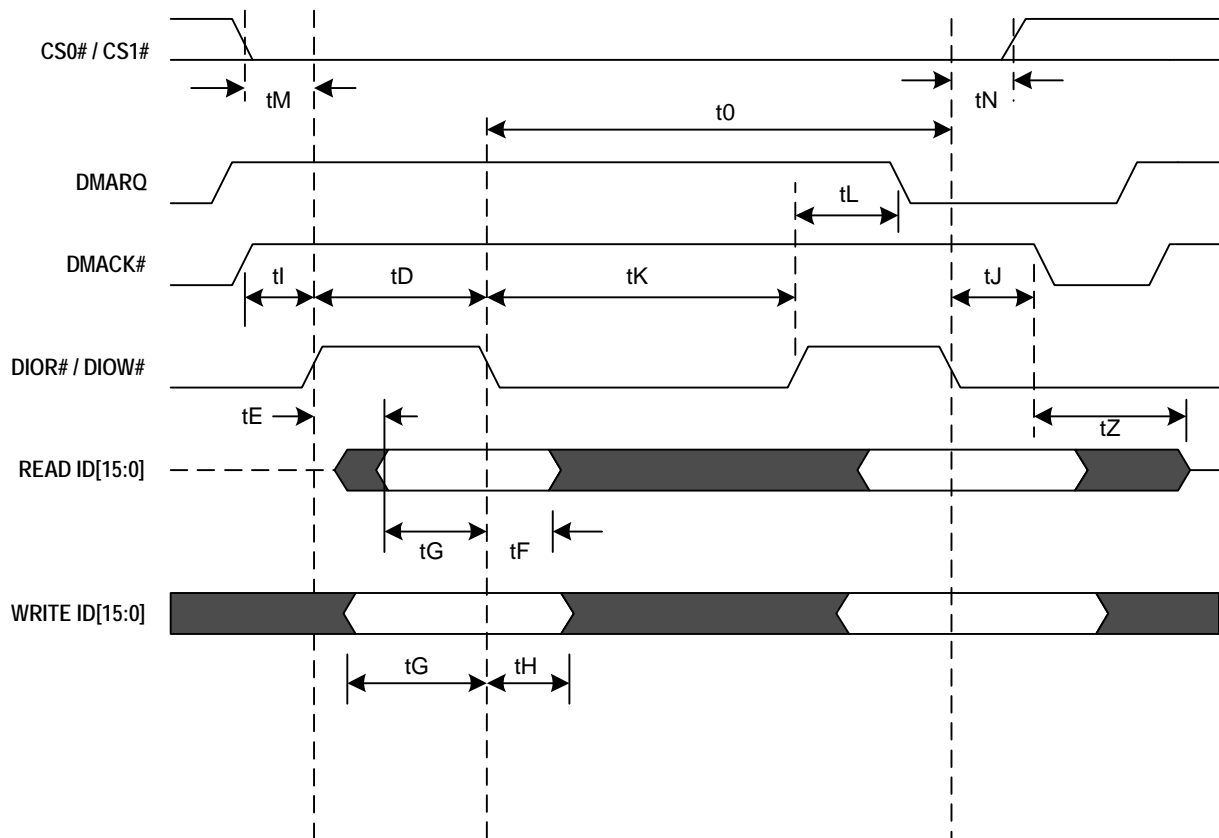 CS0# / CS1#
tM
tN
t0
DMARQ
tL
DMACK#
tI
tD
tK
tJ
DIOR# / DIOW#
tE
tZ
READ ID[15:0]
tG
tF
WRITE ID[15:0]
tG
tH